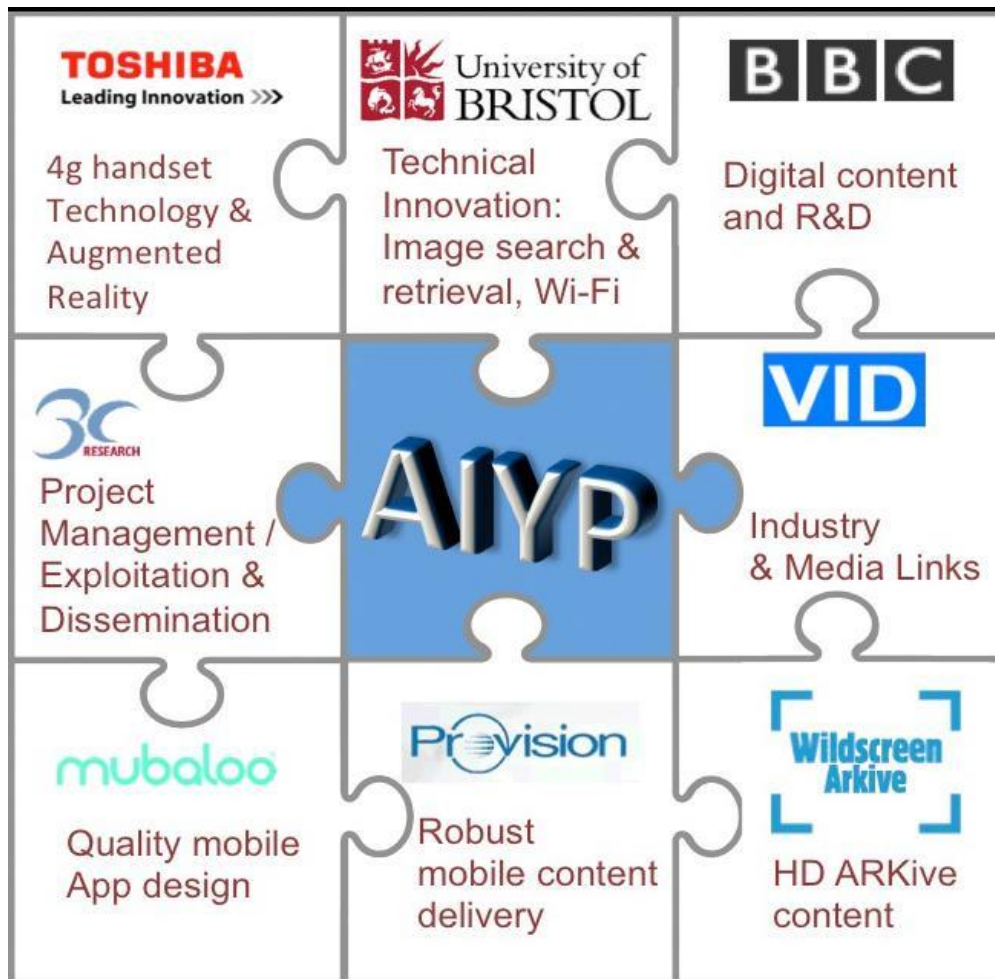 TOSHIBA
Leading Innovation >>>
4g handset
Technology &
Augmented
Reality
University of
BRISTOL
Technical
Innovation:
Image search &
retrieval, Wi-Fi
BBC
Digital content
and R&D
3C
RESEARCH
Project
Management /
Exploitation &
Dissemination
AIYP
VID
Industry
& Media Links
mubaloo
Quality mobile
App design
ProVision
Robust
mobile content
delivery
Wildscreen
Arkive
HD ARKive
content